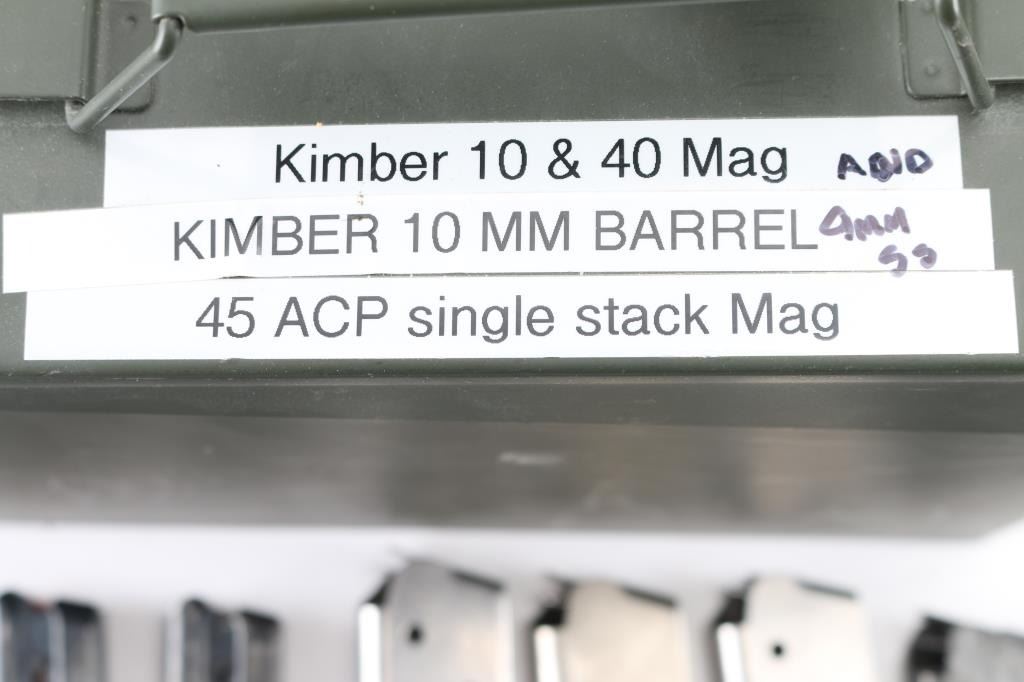 Kimber 10 & 40 Mag AND
KIMBER 10 MM BARREL 9MM
SS
45 ACP single stack Mag